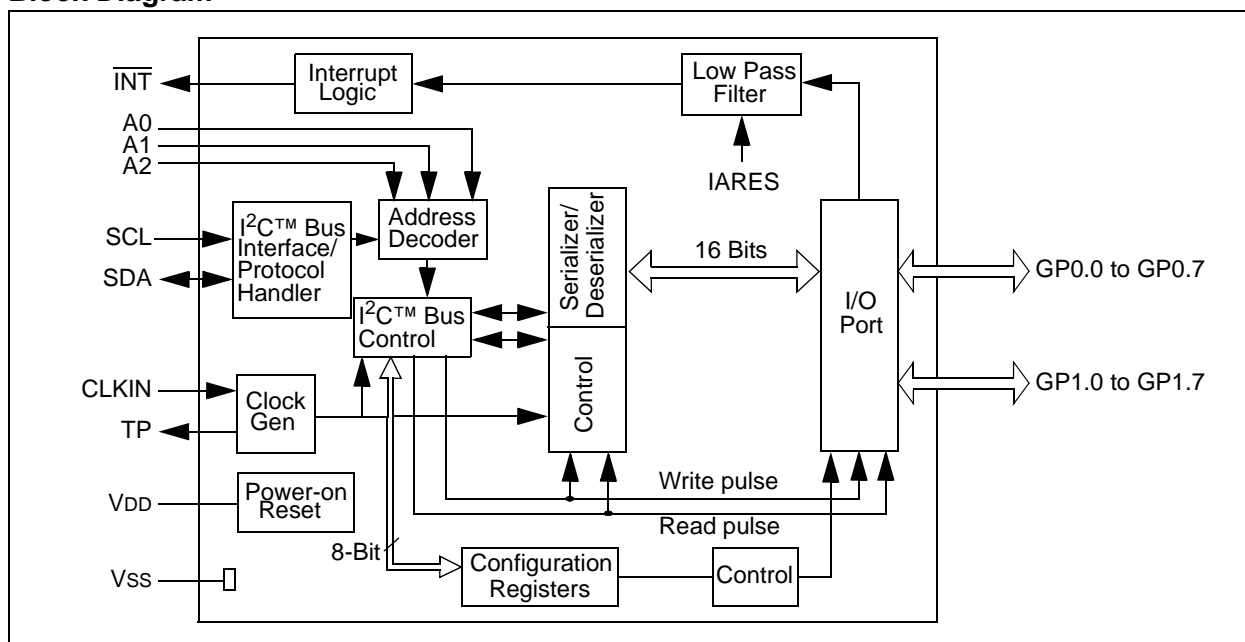 INT
Interrupt
Logic
Low Pass
Filter
A0
A1
A2
IARES
SCL
SDA
I²C™ Bus
Interface/
Protocol
Handler
Address
Decoder
Serializer/
Deserializer
16 Bits
I/O
Port
GP0.0 to GP0.7
I²C™ Bus
Control
Control
GP1.0 to GP1.7
CLKIN
TP
Clock
Gen
VDD
Power-on
Reset
Write pulse
Read pulse
8-Bit
VSS
Configuration
Registers
Control